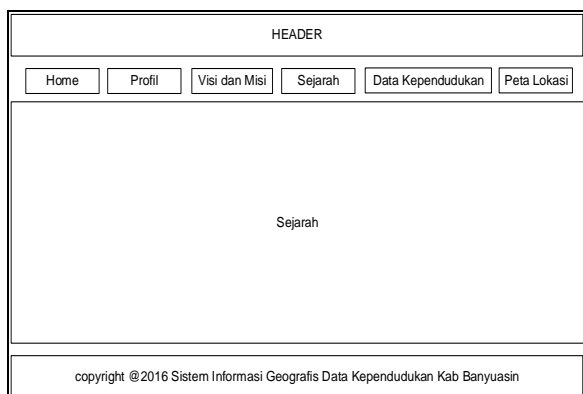 HEADER
Home Profil Visi dan Misi Sejarah Data Kependudukan Peta Lokasi
Sejarah
copyright @2016 Sistem Informasi Geografis Data Kependudukan Kab Banyuasin